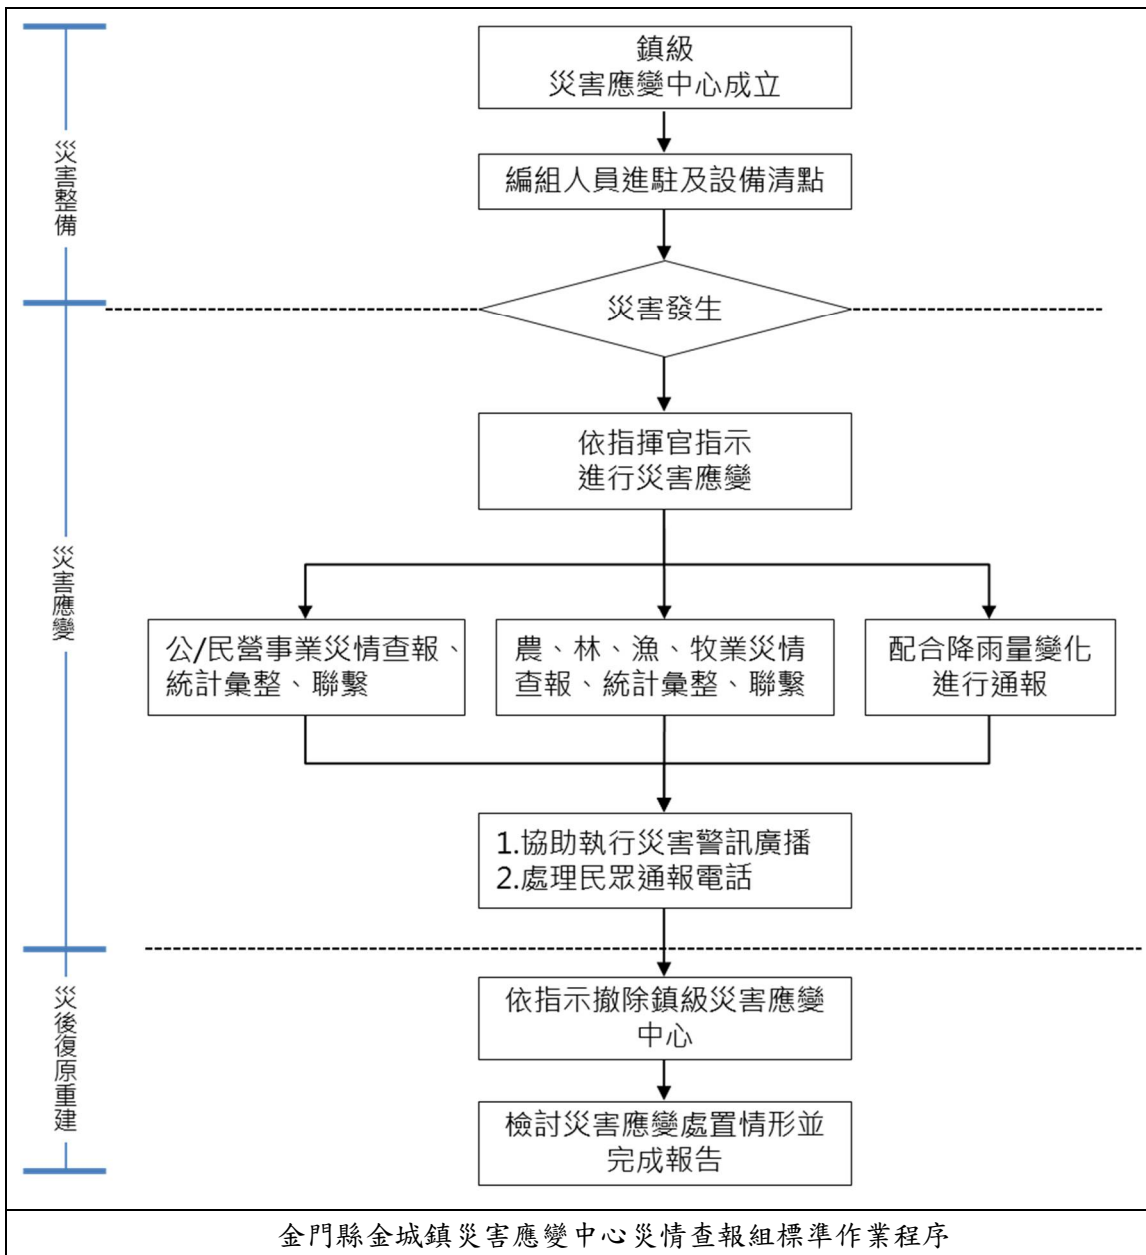 鎮級
災害應變中心成立
編組人員進駐及設備清點
災害整備
災害發生
依指揮官指示
進行災害應變
災害應變
公/民營事業災情查報、
統計彙整、聯繫
農、林、漁、牧業災情
查報、統計彙整、聯繫
配合降雨量變化
進行通報
1.協助執行災害警訊廣播
2.處理民眾通報電話
災後復原重建
依指示撤除鎮級災害應變
中心
檢討災害應變處置情形並
完成報告
金門縣金城鎮災害應變中心災情查報組標準作業程序